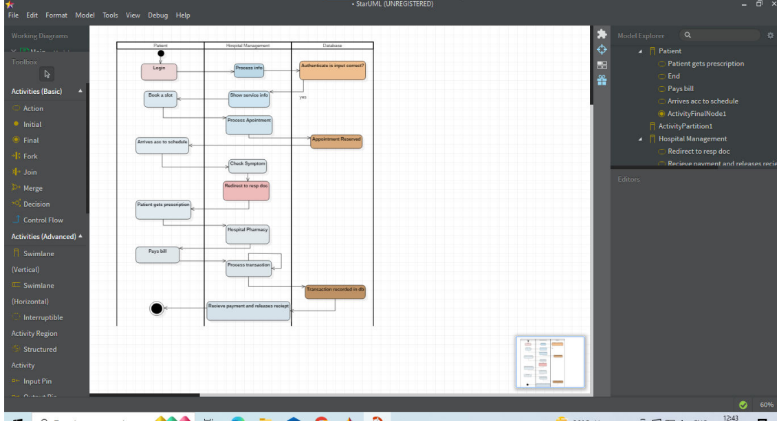 • StarUML (UNREGISTERED)
File Edit Format Model Tools View Debug Help
Working Diagrams
Main
Toolbox
Activities (Basic)
Action
Initial
Final
Fork
Join
Merge
Decision
Control Flow
Activities (Advanced)
Swimlane
(Vertical)
Swimlane
(Horizontal)
Interruptible
Activity Region
Structured
Activity
Input Pin
Output Pin
Patient Hospital Management Database
Login Process info Authenticate is input correct?
Book a slot Show service info yes
Process Apointment
Arrives acc to schedule Appointment Reserved
Check Symptom
Redirect to resp doc
Patient gets prescription
Hospital Pharmacy
Pays bill
Process transaction
Transaction recorded in db
Recieve payment and releases reciept
Model Explorer
Patient
Patient gets prescription
End
Pays bill
Arrives acc to schedule
ActivityFinalNode1
ActivityPartition1
Hospital Management
Redirect to resp doc
Recieve payment and releases recie
Editors
60%
12:43